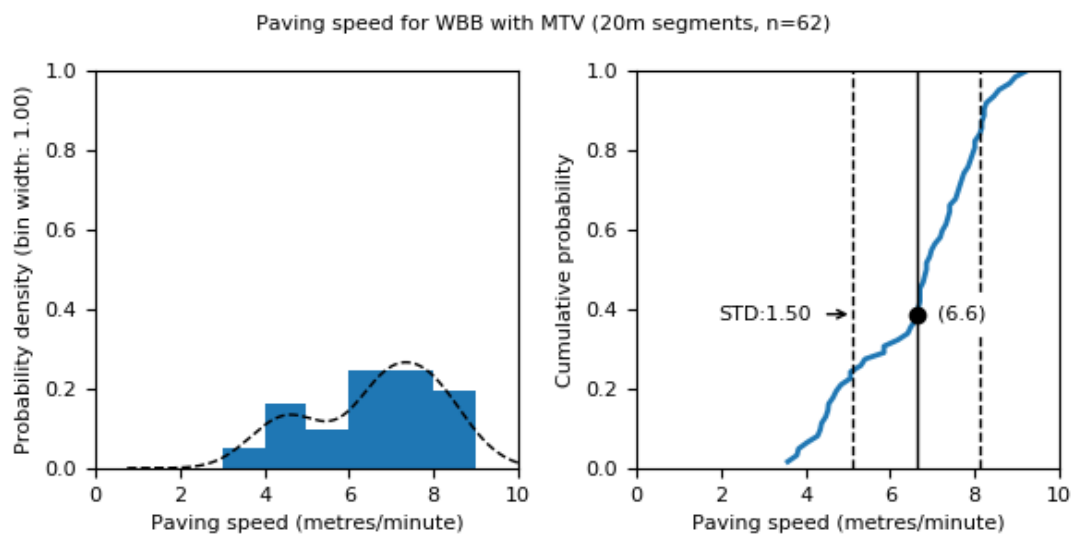 Paving speed for WBB with MTV (20m segments, n=62)
Probability density (bin width: 1.00)
1.0
0.8
0.6
0.4
0.2
0.0
0 2 4 6 8 10
Paving speed (metres/minute)
Cumulative probability
1.0
0.8
0.6
0.4
0.2
0.0
STD:1.50
(6.6)
0 2 4 6 8 10
Paving speed (metres/minute)